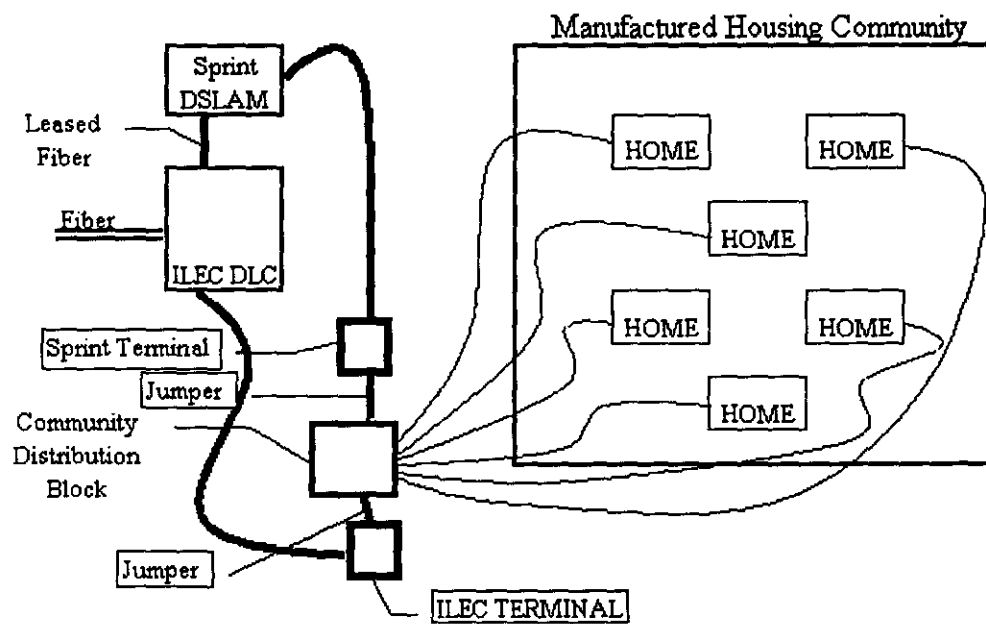 Manufactured Housing Community
Sprint
DSLAM
Leased
Fiber
HOME
HOME
Fiber
HOME
ILEC DLC
HOME
HOME
Sprint Terminal
Jumper
HOME
Community
Distribution
Block
Jumper
ILEC TERMINAL